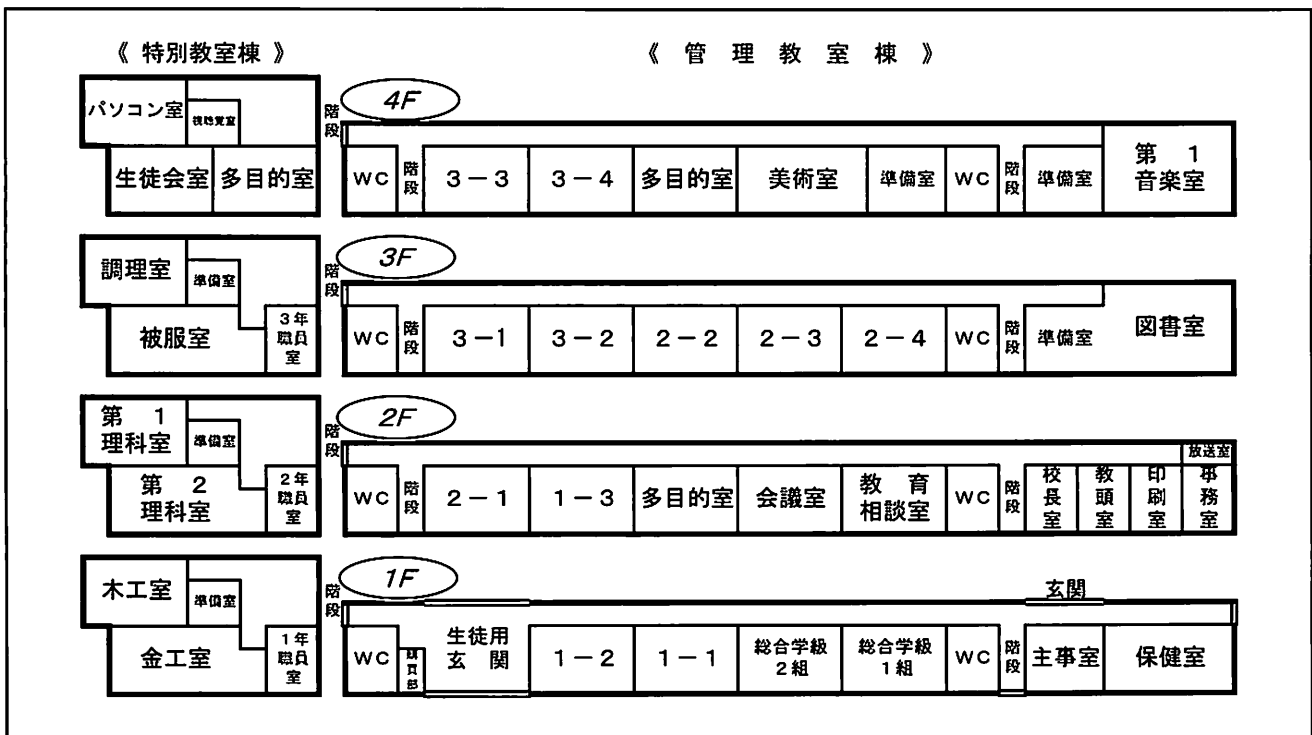 《 特別教室棟 》
《 管 理 教 室 棟 》
4F
パソコン室
視聴覚室
階段
生徒会室
多目的室
WC
階段
3-3
3-4
多目的室
美術室
準備室
WC
階段
準備室
第 1
音楽室
3F
調理室
準備室
階段
被服室
3年
職員
室
WC
階段
3-1
3-2
2-2
2-3
2-4
WC
階段
準備室
図書室
2F
第 1
理科室
準備室
階段
第 2
理科室
2年
職員
室
WC
階段
2-1
1-3
多目的室
会議室
教 育
相談室
WC
階段
校長室
教頭室
印刷室
放送室
事務室
1F
木工室
準備室
階段
金工室
1年
職員
室
WC
購買部
生徒用
玄 関
1-2
1-1
総合学級
2組
総合学級
1組
WC
階段
玄関
主事室
保健室